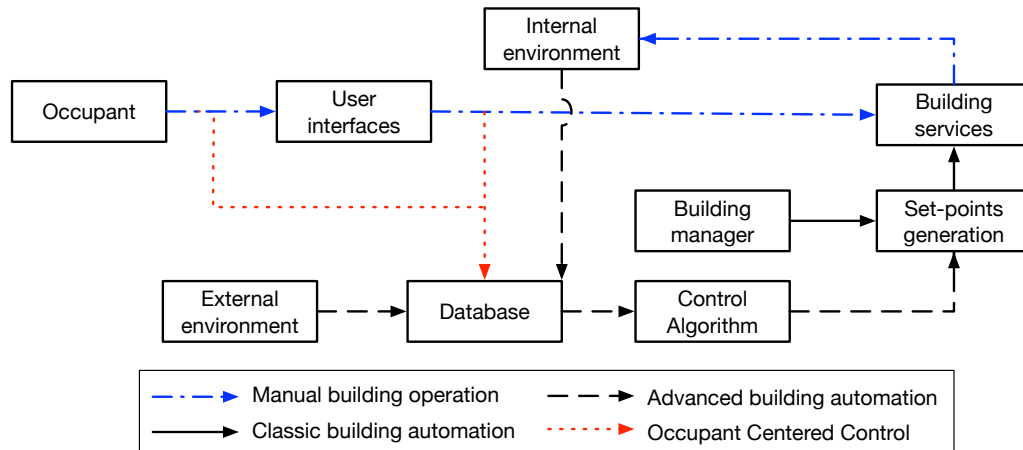 Internal
environment
Occupant
User
interfaces
Building
services
Building
manager
Set-points
generation
External
environment
Database
Control
Algorithm
Manual building operation
Advanced building automation
Classic building automation
Occupant Centered Control